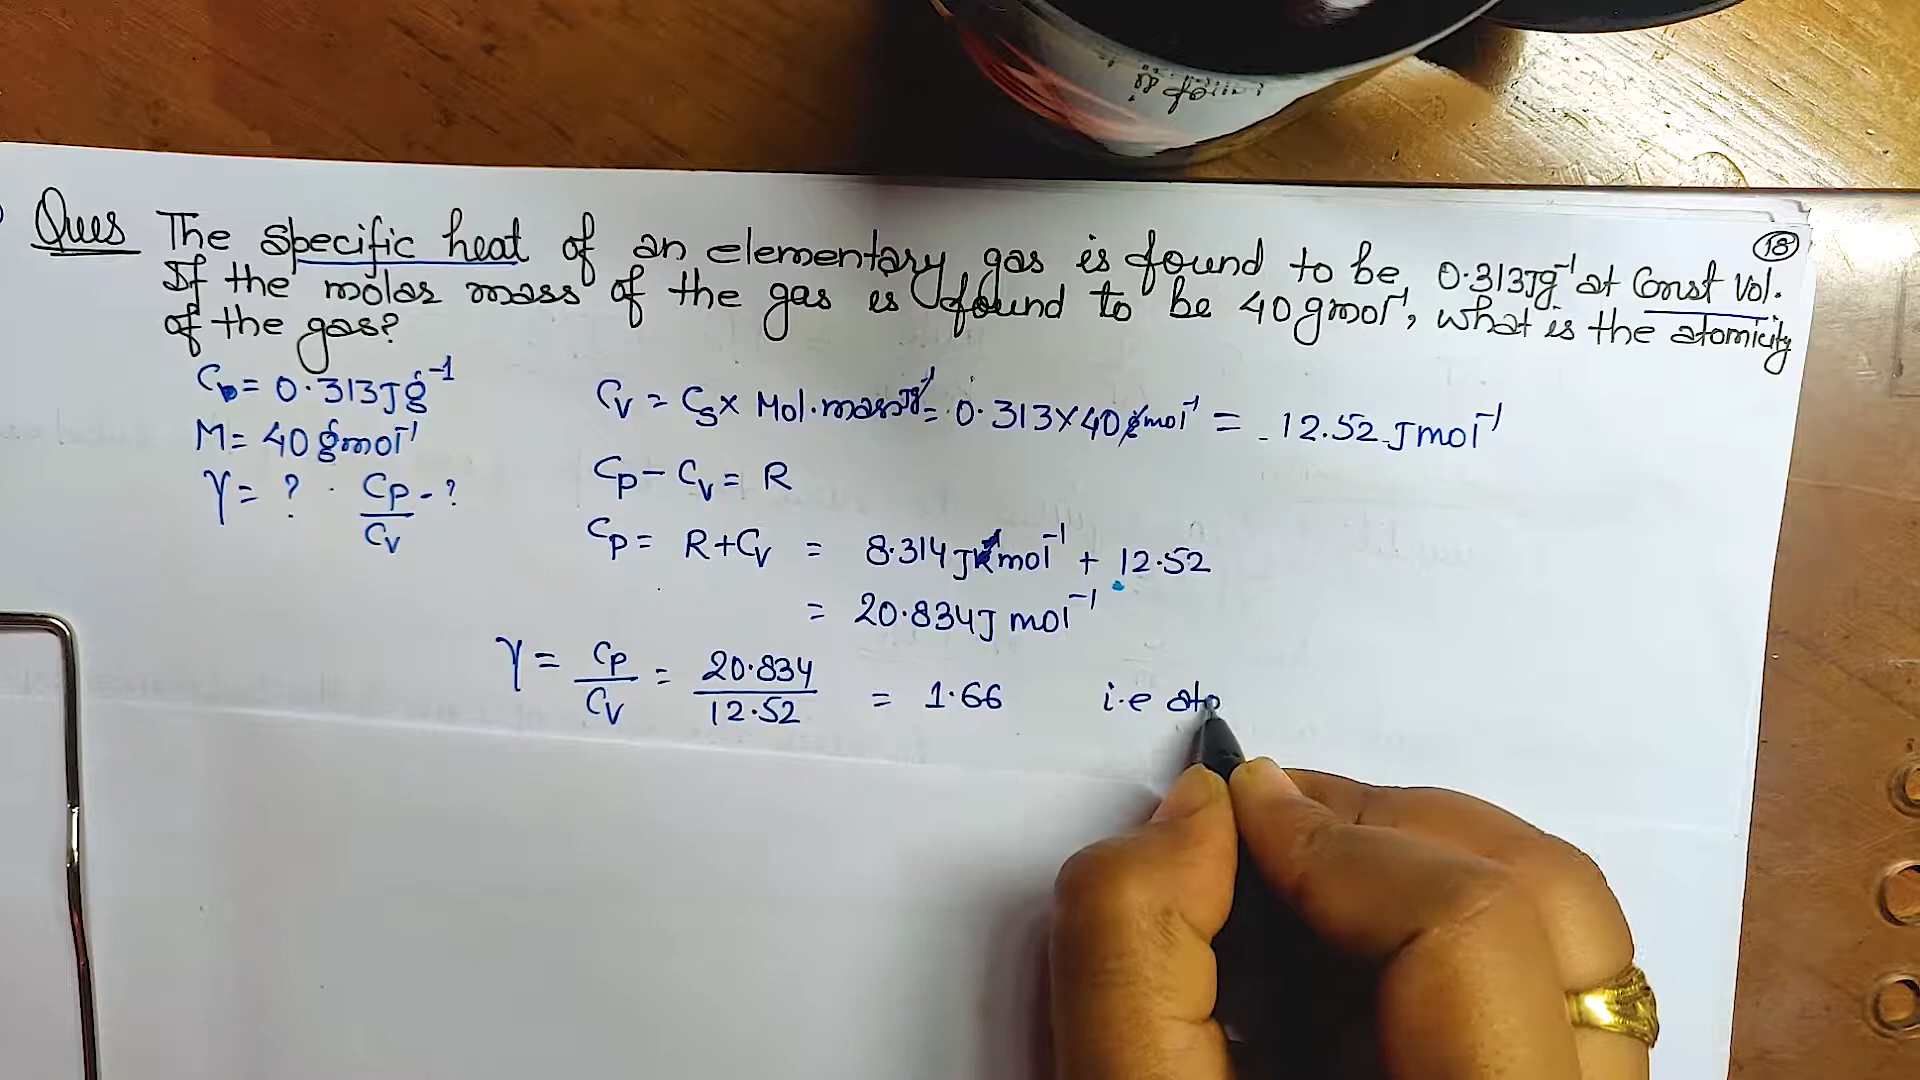 18
Ques The specific heat of an elementary gas is found to be 0.313Jg⁻¹ at Const Vol.
If the molar mass of the gas is found to be 40gmol⁻¹, what is the atomicity
of the gas?
Cv= 0.313Jg⁻¹
M= 40gmol⁻¹
γ= ? Cp/Cv - ?
Cv = Cs× Mol.mass = 0.313×40gmol⁻¹ = 12.52 Jmol⁻¹
Cp- Cv= R
Cp= R+Cv = 8.314J mol⁻¹ + 12.52
= 20.834J mol⁻¹
γ= Cp/Cv = 20.834/12.52 = 1.66 i.e ato